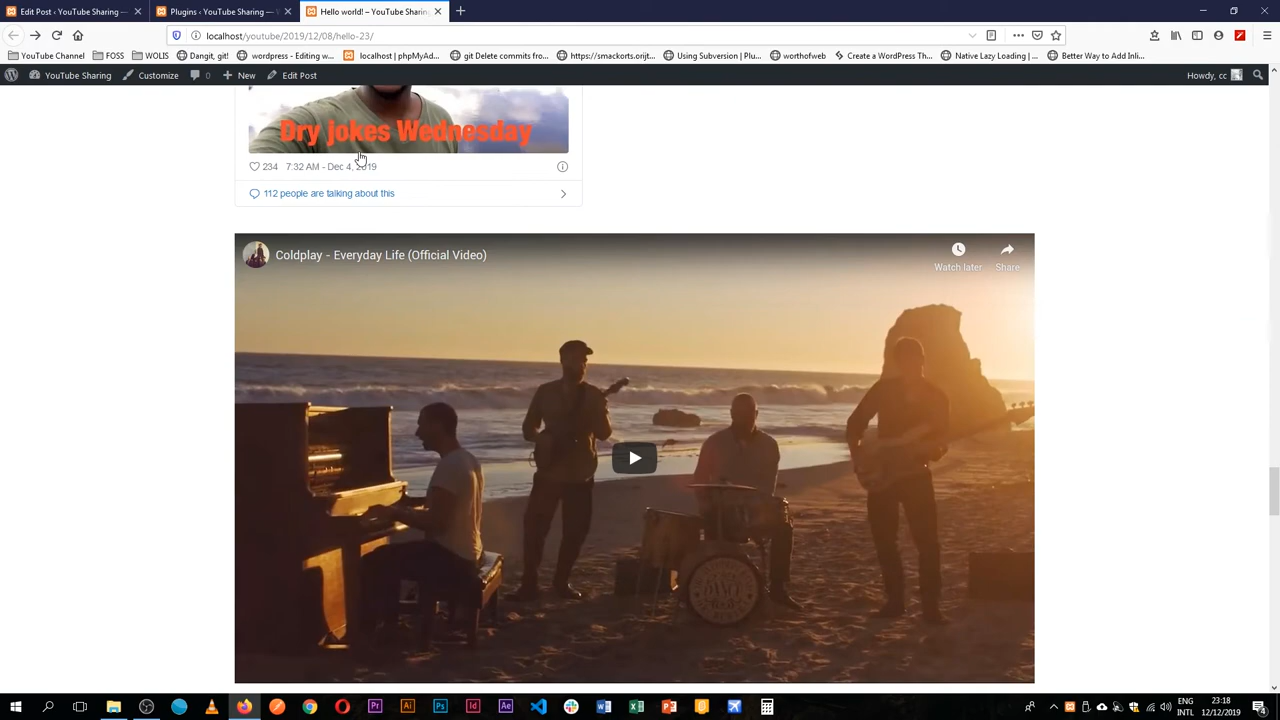 Edit Post ‹ YouTube Sharing —
Plugins ‹ YouTube Sharing —
Hello world! – YouTube Sharing
localhost/youtube/2019/12/08/hello-23/
YouTube Channel
FOSS
WOLIS
Dangit, git!
wordpress - Editing w...
localhost | phpMyAd...
git Delete commits fro...
https://smackorts.orijt...
Using Subversion | Plu...
worthofweb
Create a WordPress Th...
Native Lazy Loading | ...
Better Way to Add Inli...
YouTube Sharing
Customize
0
New
Edit Post
Howdy, cc
Dry jokes Wednesday
234 7:32 AM - Dec 4, 2019
112 people are talking about this
Coldplay - Everyday Life (Official Video)
Watch later
Share
ENG
INTL
23:18
12/12/2019